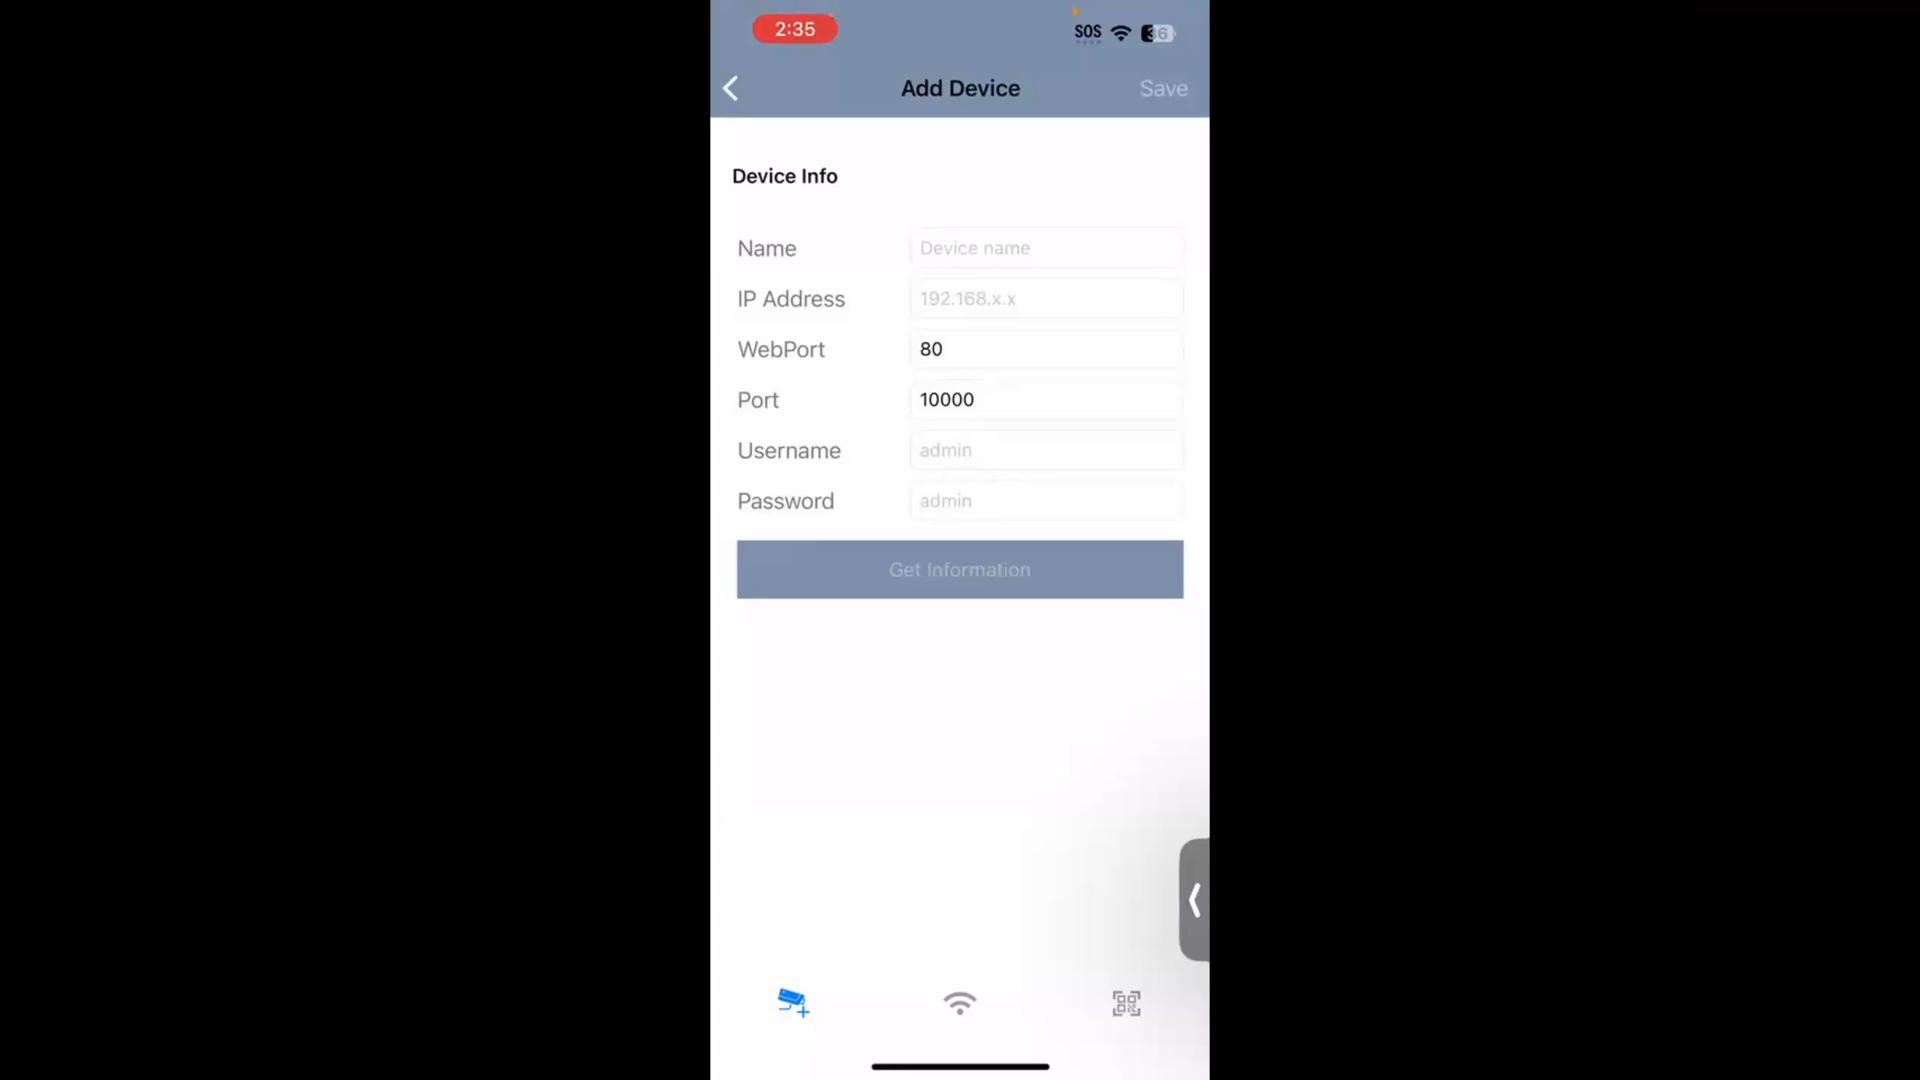 2:35
SOS
36
Add Device
Save
Device Info
Name
Device name
IP Address
192.168.x.x
WebPort
80
Port
10000
Username
admin
Password
admin
Get Information